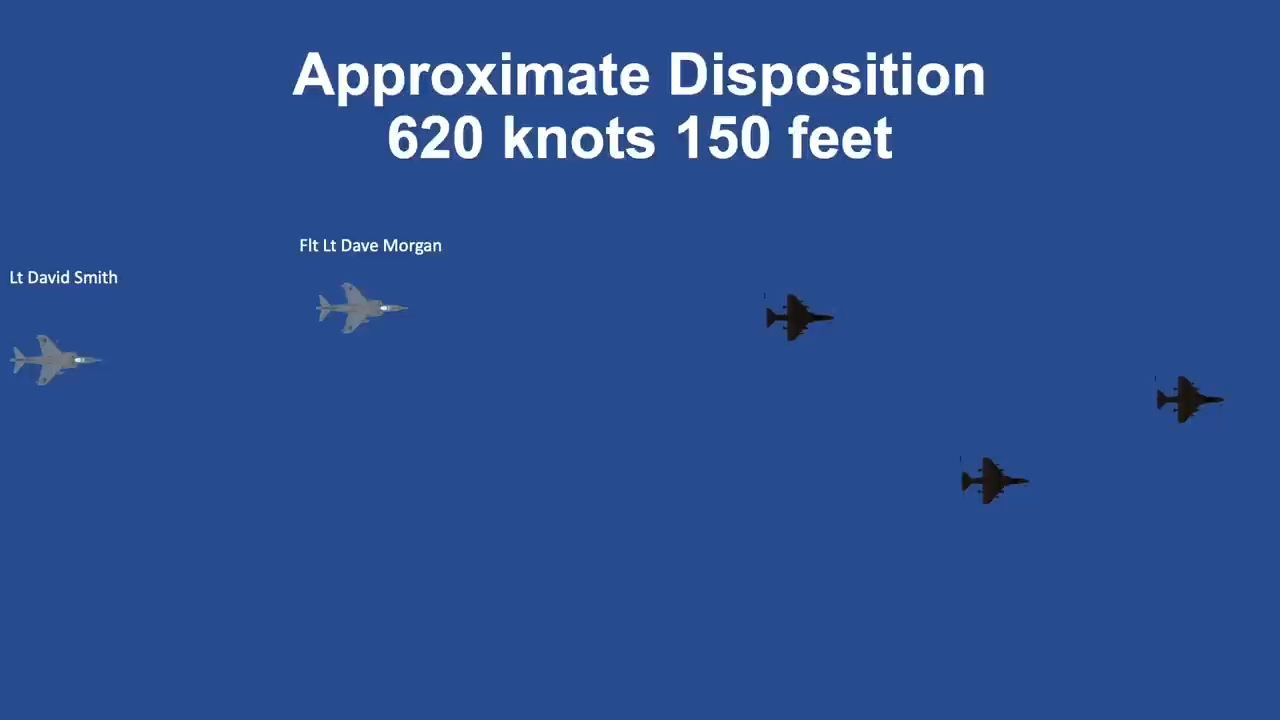 Approximate Disposition
620 knots 150 feet
Flt Lt Dave Morgan
Lt David Smith